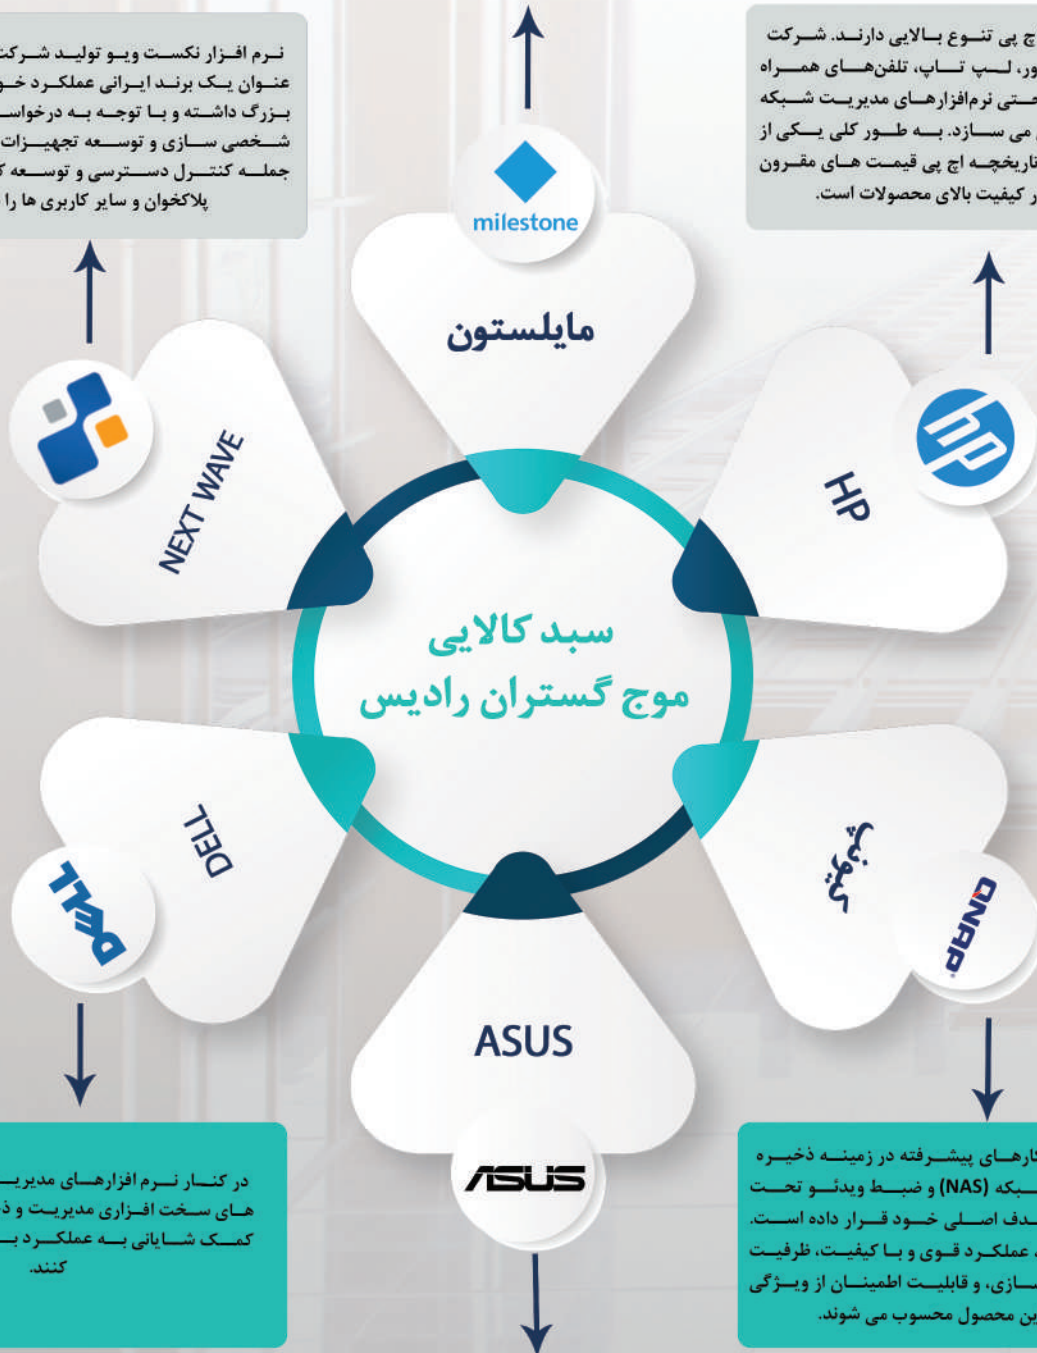 چ پی تنوع بالایی دارند. شرکت
ور، لپ تاپ، تلفن‌های همراه
حتی نرم‌افزارهای مدیریت شبکه
می سازد. به طور کلی یکی از
تاریخچه اچ پی قیمت های مقرون
ر کیفیت بالای محصولات است.
نرم افزار نکست ویو تولید شرکت
عنوان یک برند ایرانی عملکرد خو
بزرگ داشته و با توجه به درخواس
شخصی سازی و توسعه تجهیزات
جمله کنترل دسترسی و توسعه ک
پلاکخوان و سایر کاربری ها را
milestone
مایلستون
hp
HP
NEXT WAVE
سبد کالایی
موج گستران رادیس
کیونپ
QNAP
DELL
DELL
ASUS
ASUS
کارهای پیشرفته در زمینه ذخیره
شبکه (NAS) و ضبط ویدئو تحت
هدف اصلی خود قرار داده است.
، عملکرد قوی و با کیفیت، ظرفیت
سازی، و قابلیت اطمینان از ویژگی
ین محصول محسوب می شوند.
در کنار نرم افزارهای مدیریـ
های سخت افزاری مدیریت و ذ
کمک شایانی به عملکرد بـ
کنند.